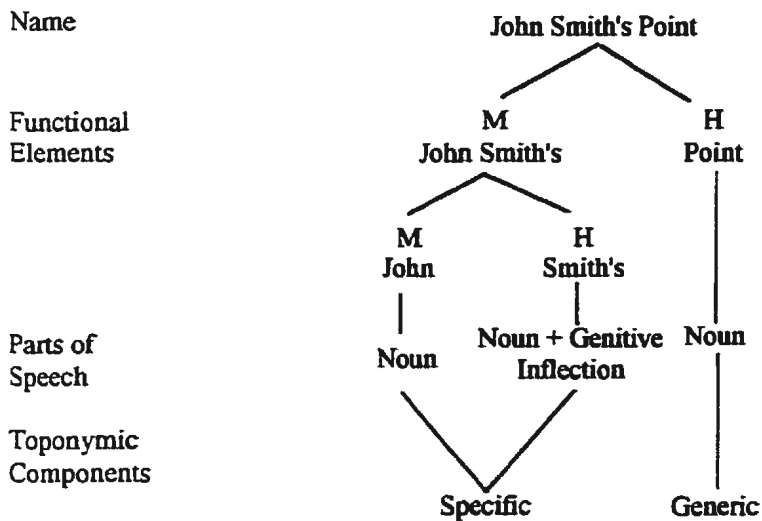 Name
John Smith's Point
Functional
Elements
M
H
John Smith's
Point
M
H
John
Smith's
Parts of
Speech
Noun
Noun + Genitive
Inflection
Noun
Toponymic
Components
Specific
Generic